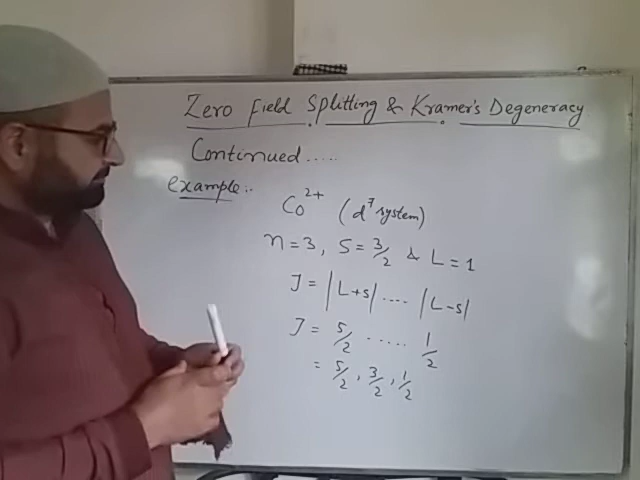 Zero Field Splitting & Kramer's Degeneracy
Continued.....
example:-
Co²⁺ (d⁷ system)
n=3, S=3/2 & L=1
J = |L+s| .... |L-s|
J = 5/2 ..... 1/2
= 5/2, 3/2, 1/2